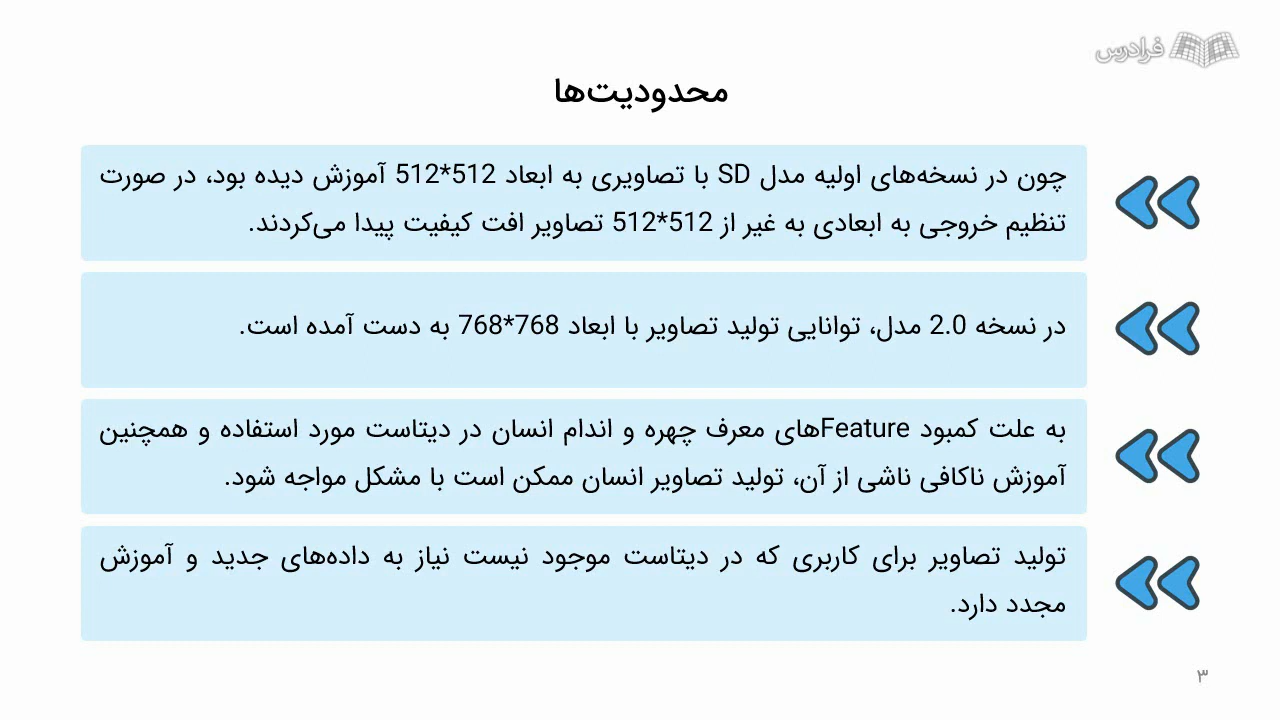 فرادرس
محدودیت‌ها
چون در نسخه‌های اولیه مدل SD با تصاویری به ابعاد 512*512 آموزش دیده بود، در صورت
تنظیم خروجی به ابعادی به غیر از 512*512 تصاویر افت کیفیت پیدا می‌کردند.
در نسخه 2.0 مدل، توانایی تولید تصاویر با ابعاد 768*768 به دست آمده است.
به علت کمبود Featureهای معرف چهره و اندام انسان در دیتاست مورد استفاده و همچنین
آموزش ناکافی ناشی از آن، تولید تصاویر انسان ممکن است با مشکل مواجه شود.
تولید تصاویر برای کاربری که در دیتاست موجود نیست نیاز به داده‌های جدید و آموزش
مجدد دارد.
۳